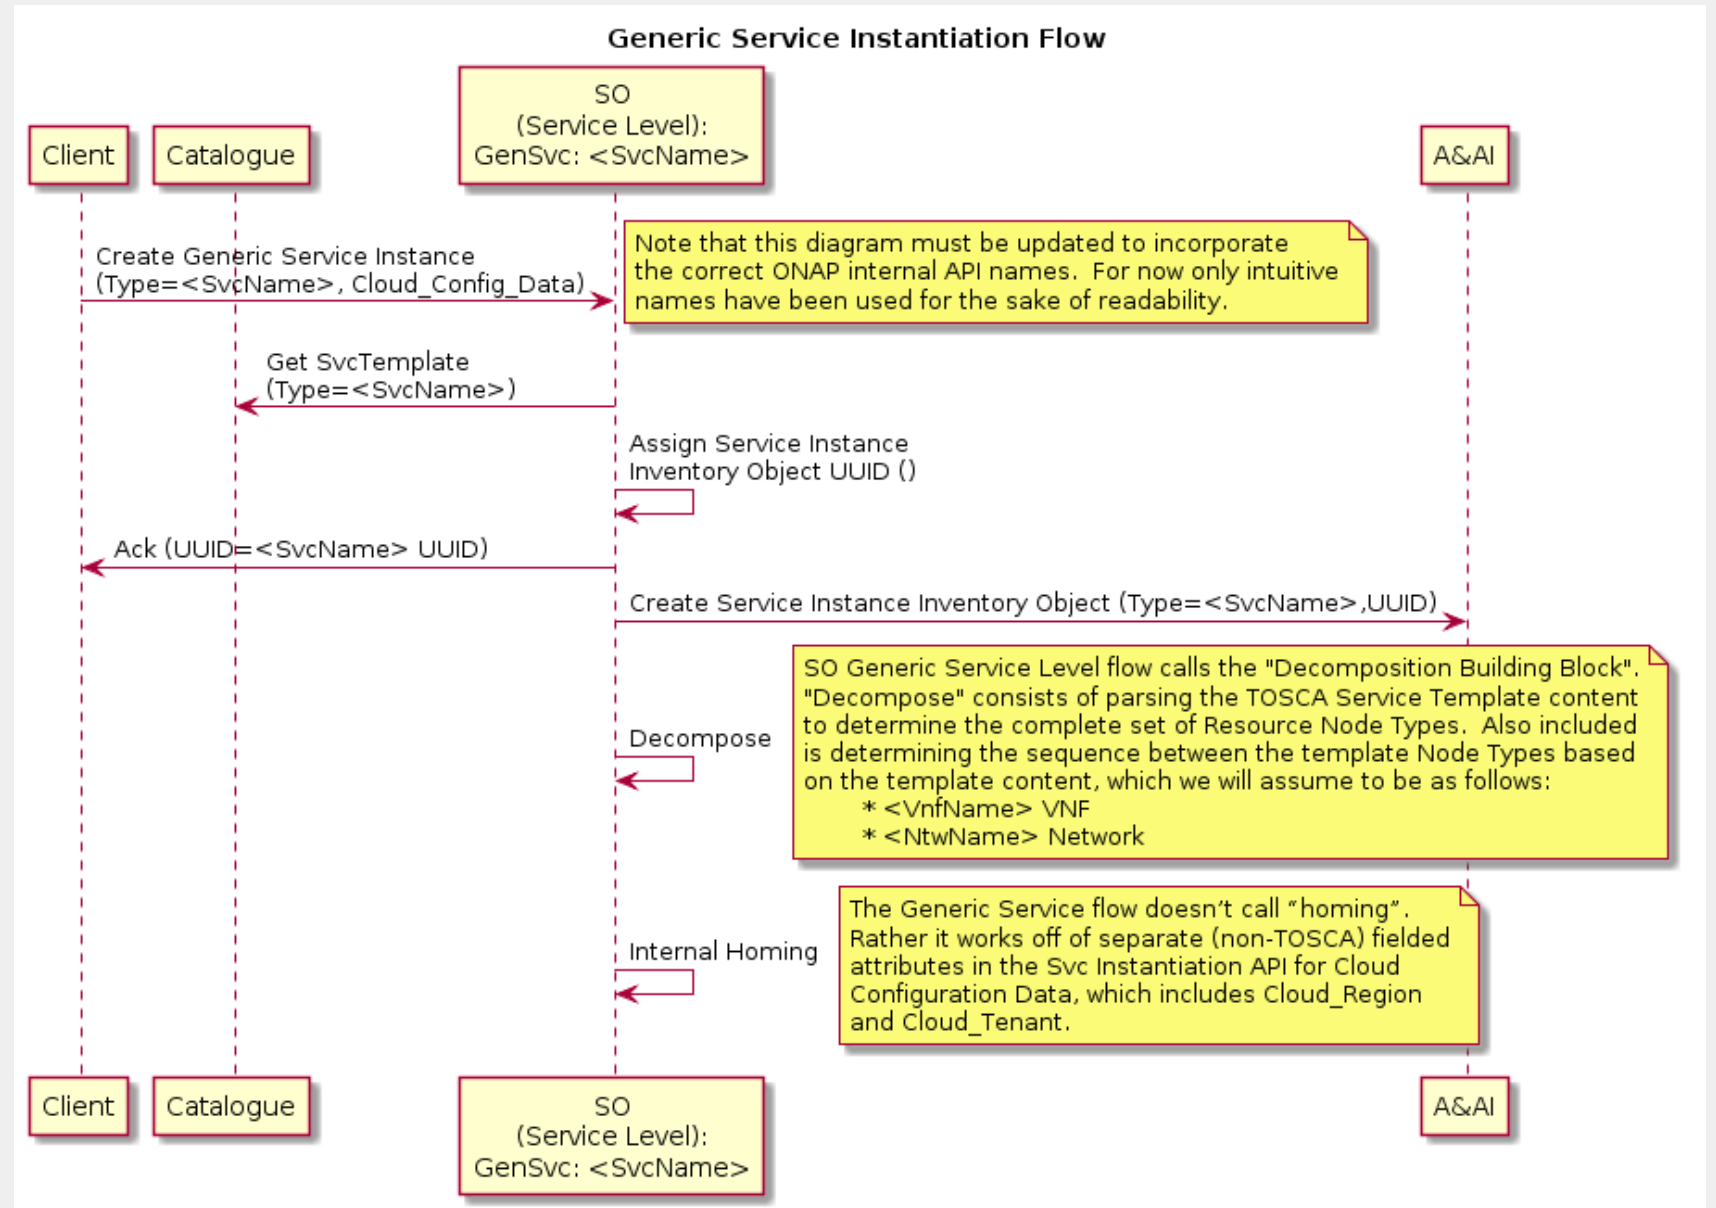 Generic Service Instantiation Flow
SO
(Service Level):
GenSvc: <SvcName>
Client
Catalogue
A&AI
Create Generic Service Instance
(Type=<SvcName>, Cloud_Config_Data)
Note that this diagram must be updated to incorporate
the correct ONAP internal API names.  For now only intuitive
names have been used for the sake of readability.
Get SvcTemplate
(Type=<SvcName>)
Assign Service Instance
Inventory Object UUID ()
Ack (UUID=<SvcName> UUID)
Create Service Instance Inventory Object (Type=<SvcName>,UUID)
Decompose
SO Generic Service Level flow calls the "Decomposition Building Block".
"Decompose" consists of parsing the TOSCA Service Template content
to determine the complete set of Resource Node Types.  Also included
is determining the sequence between the template Node Types based
on the template content, which we will assume to be as follows:
* <VnfName> VNF
* <NtwName> Network
Internal Homing
The Generic Service flow doesn’t call “homing”.
Rather it works off of separate (non-TOSCA) fielded
attributes in the Svc Instantiation API for Cloud
Configuration Data, which includes Cloud_Region
and Cloud_Tenant.
Client
Catalogue
SO
(Service Level):
GenSvc: <SvcName>
A&AI